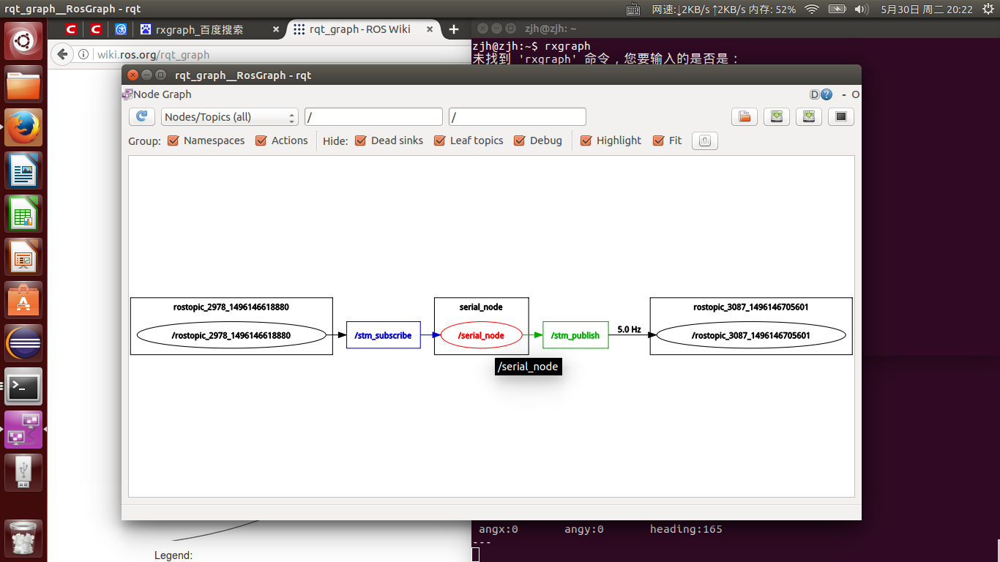 rqt_graph__RosGraph - rqt
网速:↓2KB/s ↑2KB/s 内存: 52%
5月30日 周二 20:22
rxgraph_百度搜索
rqt_graph - ROS Wiki
zjh@zjh: ~
wiki.ros.org/rqt_graph
zjh@zjh:~$ rxgraph
未找到 'rxgraph' 命令，您要输入的是否是：
rqt_graph__RosGraph - rqt
Node Graph
D ? - O
Nodes/Topics (all) / /
Group: Namespaces Actions Hide: Dead sinks Leaf topics Debug Highlight Fit
rostopic_2978_1496146618880
/rostopic_2978_1496146618880
/stm_subscribe
serial_node
/serial_node
/stm_publish
5.0 Hz
rostopic_3087_1496146705601
/rostopic_3087_1496146705601
/serial_node
angx:0 angy:0 heading:165
---
Legend: